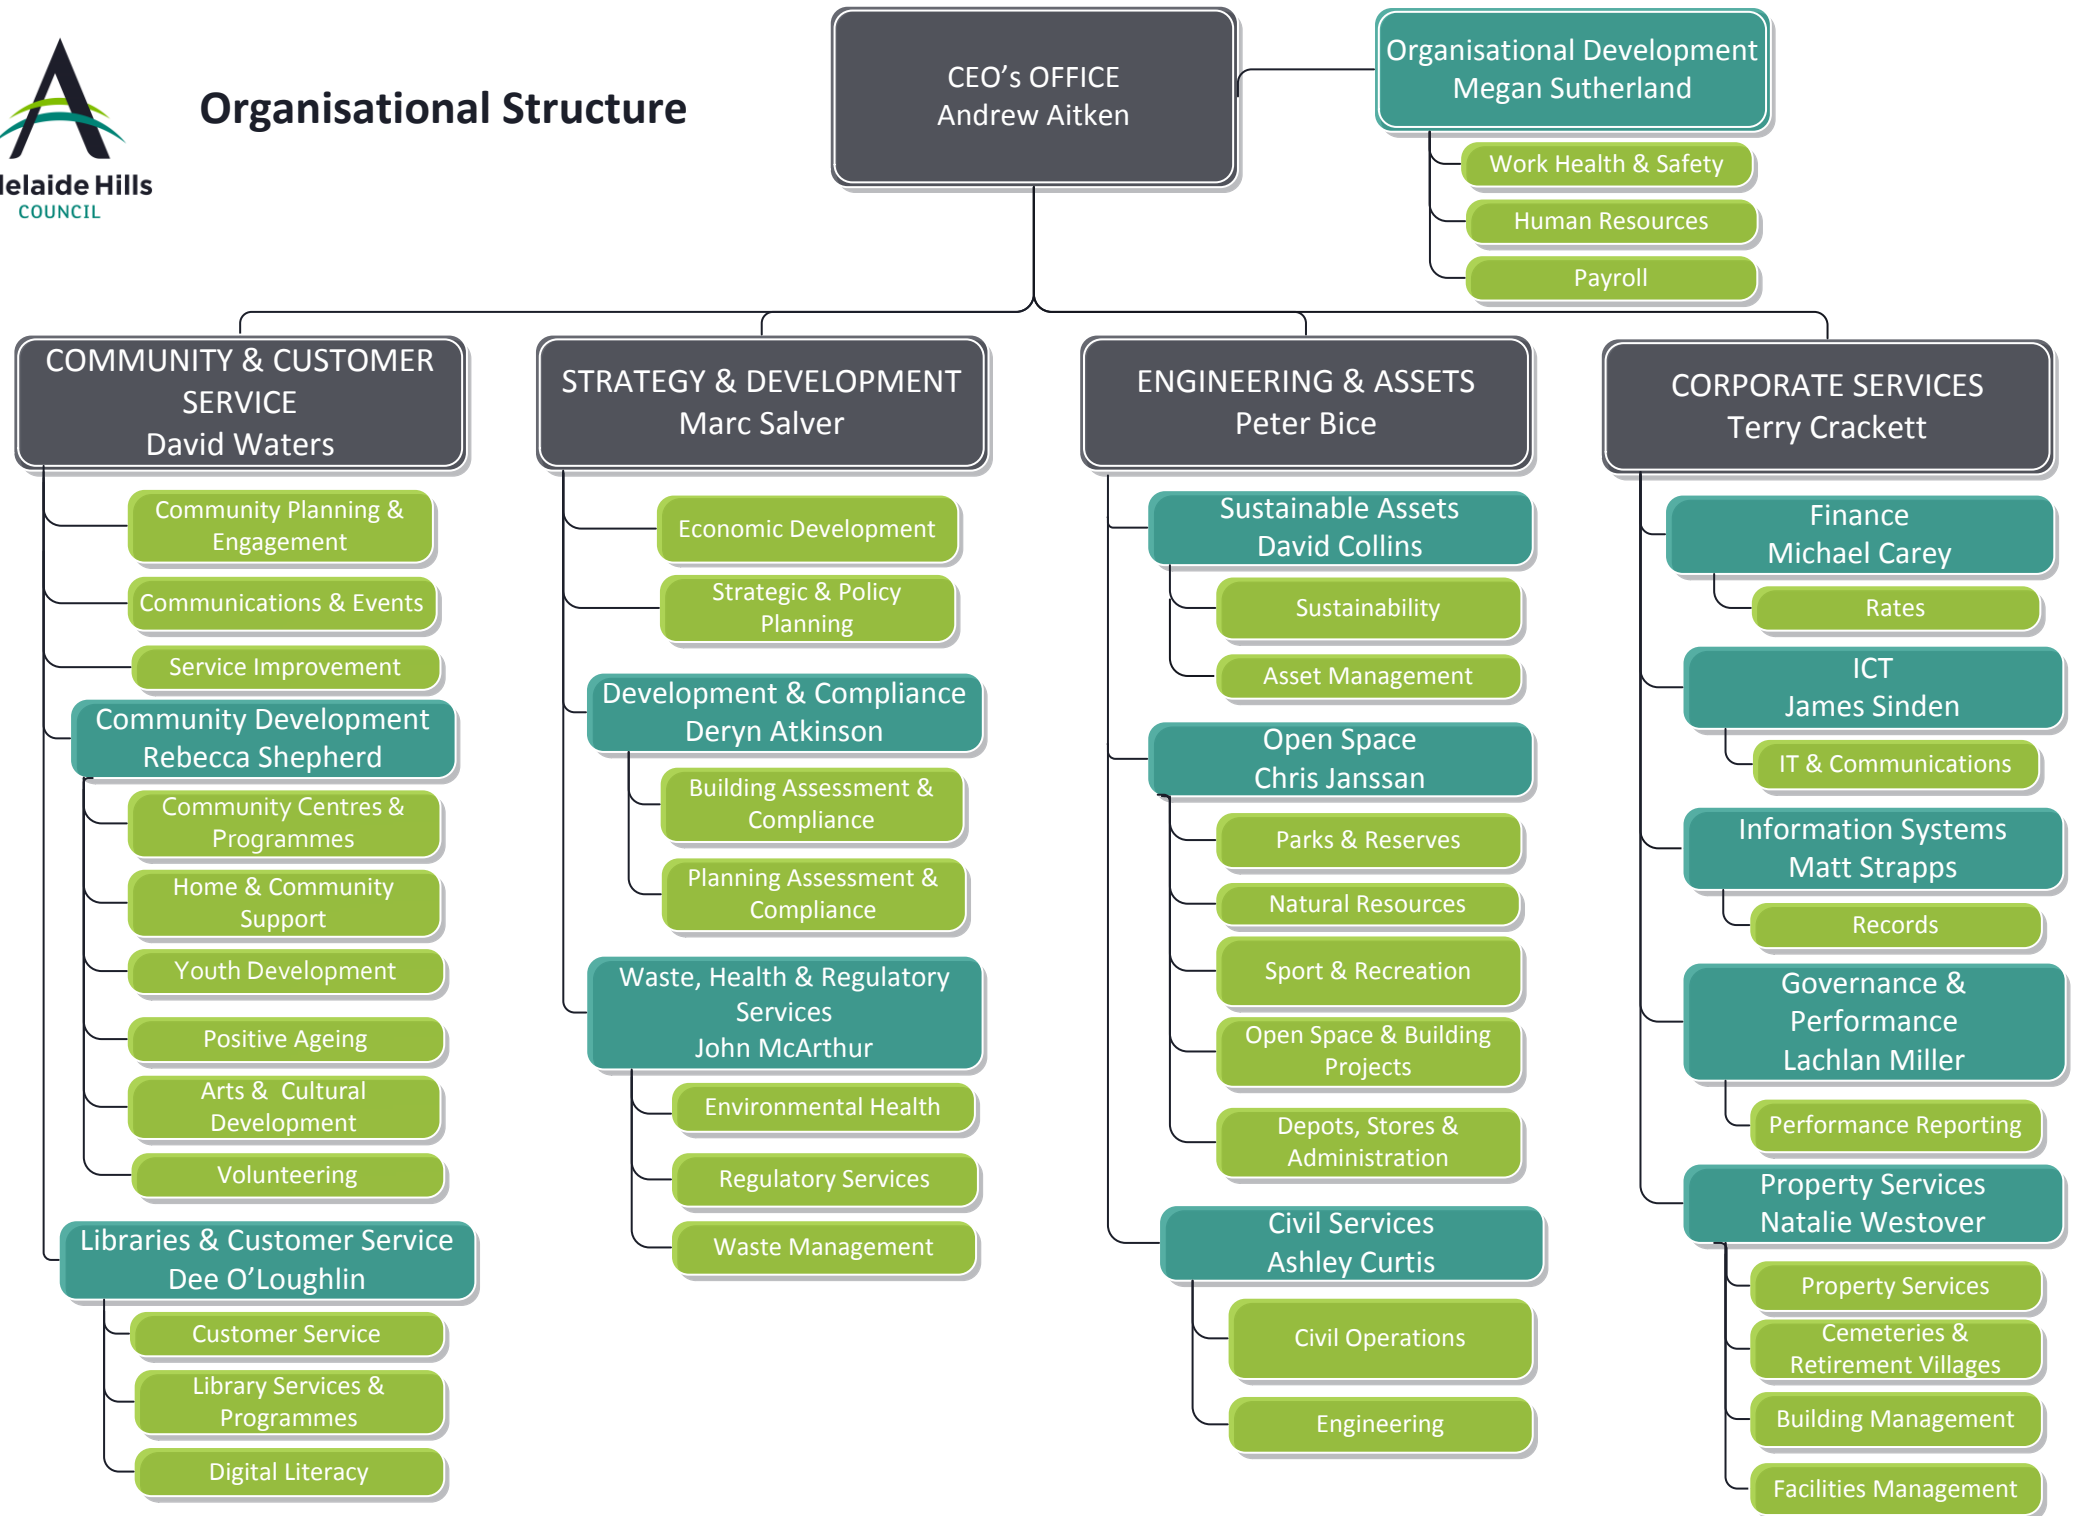 Organisational Structure
delaide Hills
COUNCIL
CEO’s OFFICE
Andrew Aitken
Organisational Development
Megan Sutherland
Work Health & Safety
Human Resources
Payroll
COMMUNITY & CUSTOMER
SERVICE
David Waters
Community Planning &
Engagement
Communications & Events
Service Improvement
Community Development
Rebecca Shepherd
Community Centres &
Programmes
Home & Community
Support
Youth Development
Positive Ageing
Arts &  Cultural
Development
Volunteering
Libraries & Customer Service
Dee O’Loughlin
Customer Service
Library Services &
Programmes
Digital Literacy
STRATEGY & DEVELOPMENT
Marc Salver
Economic Development
Strategic & Policy
Planning
Development & Compliance
Deryn Atkinson
Building Assessment &
Compliance
Planning Assessment &
Compliance
Waste, Health & Regulatory
Services
John McArthur
Environmental Health
Regulatory Services
Waste Management
ENGINEERING & ASSETS
Peter Bice
Sustainable Assets
David Collins
Sustainability
Asset Management
Open Space
Chris Janssan
Parks & Reserves
Natural Resources
Sport & Recreation
Open Space & Building
Projects
Depots, Stores &
Administration
Civil Services
Ashley Curtis
Civil Operations
Engineering
CORPORATE SERVICES
Terry Crackett
Finance
Michael Carey
Rates
ICT
James Sinden
IT & Communications
Information Systems
Matt Strapps
Records
Governance &
Performance
Lachlan Miller
Performance Reporting
Property Services
Natalie Westover
Property Services
Cemeteries &
Retirement Villages
Building Management
Facilities Management